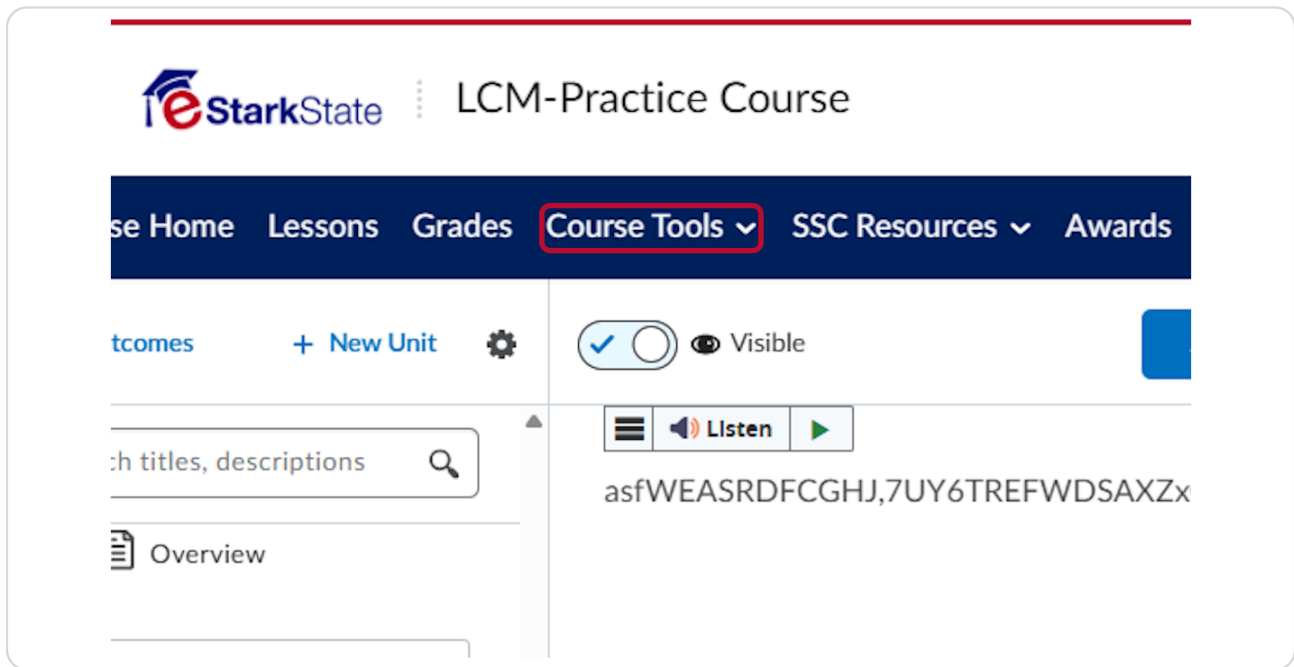 eStarkState LCM-Practice Course
se Home Lessons Grades Course Tools SSC Resources Awards
tcomes + New Unit Visible
Listen
ch titles, descriptions
asfWEASRDFCGHJ,7UY6TREFWDSAXZx
Overview